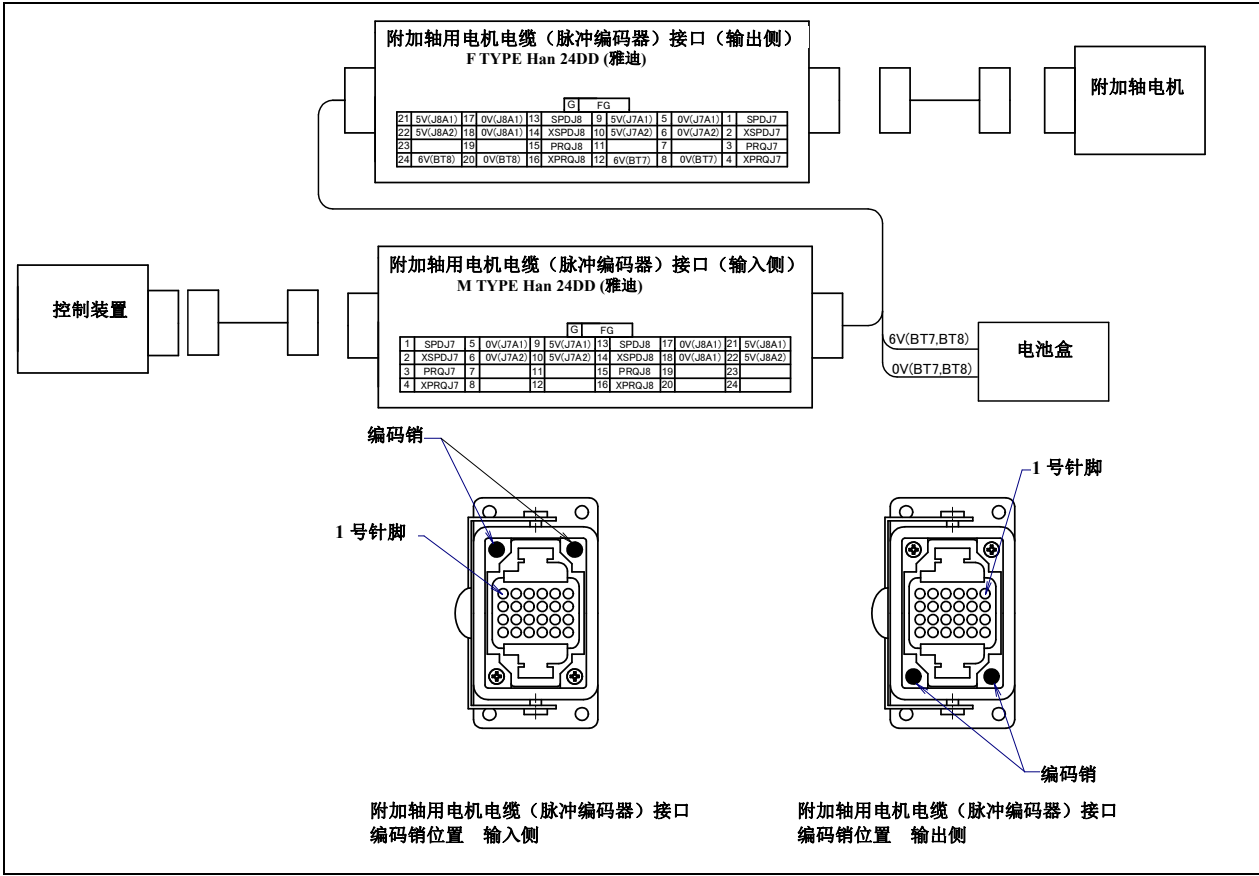 附加轴用电机电缆（脉冲编码器）接口（输出侧）
F TYPE Han 24DD (雅迪)
G FG
21 5V(J8A1) 17 0V(J8A1) 13 SPDJ8 9 5V(J7A1) 5 0V(J7A1) 1 SPDJ7
22 5V(J8A2) 18 0V(J8A1) 14 XSPDJ8 10 5V(J7A2) 6 0V(J7A2) 2 XSPDJ7
23 19 15 PRQJ8 11 7 3 PRQJ7
24 6V(BT8) 20 0V(BT8) 16 XPRQJ8 12 6V(BT7) 8 0V(BT7) 4 XPRQJ7
附加轴电机
控制装置
附加轴用电机电缆（脉冲编码器）接口（输入侧）
M TYPE Han 24DD (雅迪)
G FG
1 SPDJ7 5 0V(J7A1) 9 5V(J7A1) 13 SPDJ8 17 0V(J8A1) 21 5V(J8A1)
2 XSPDJ7 6 0V(J7A2) 10 5V(J7A2) 14 XSPDJ8 18 0V(J8A1) 22 5V(J8A2)
3 PRQJ7 7 11 15 PRQJ8 19 23
4 XPRQJ7 8 12 16 XPRQJ8 20 24
6V(BT7,BT8)
0V(BT7,BT8)
电池盒
编码销
1 号针脚
1 号针脚
编码销
附加轴用电机电缆（脉冲编码器）接口
编码销位置 输入侧
附加轴用电机电缆（脉冲编码器）接口
编码销位置 输出侧